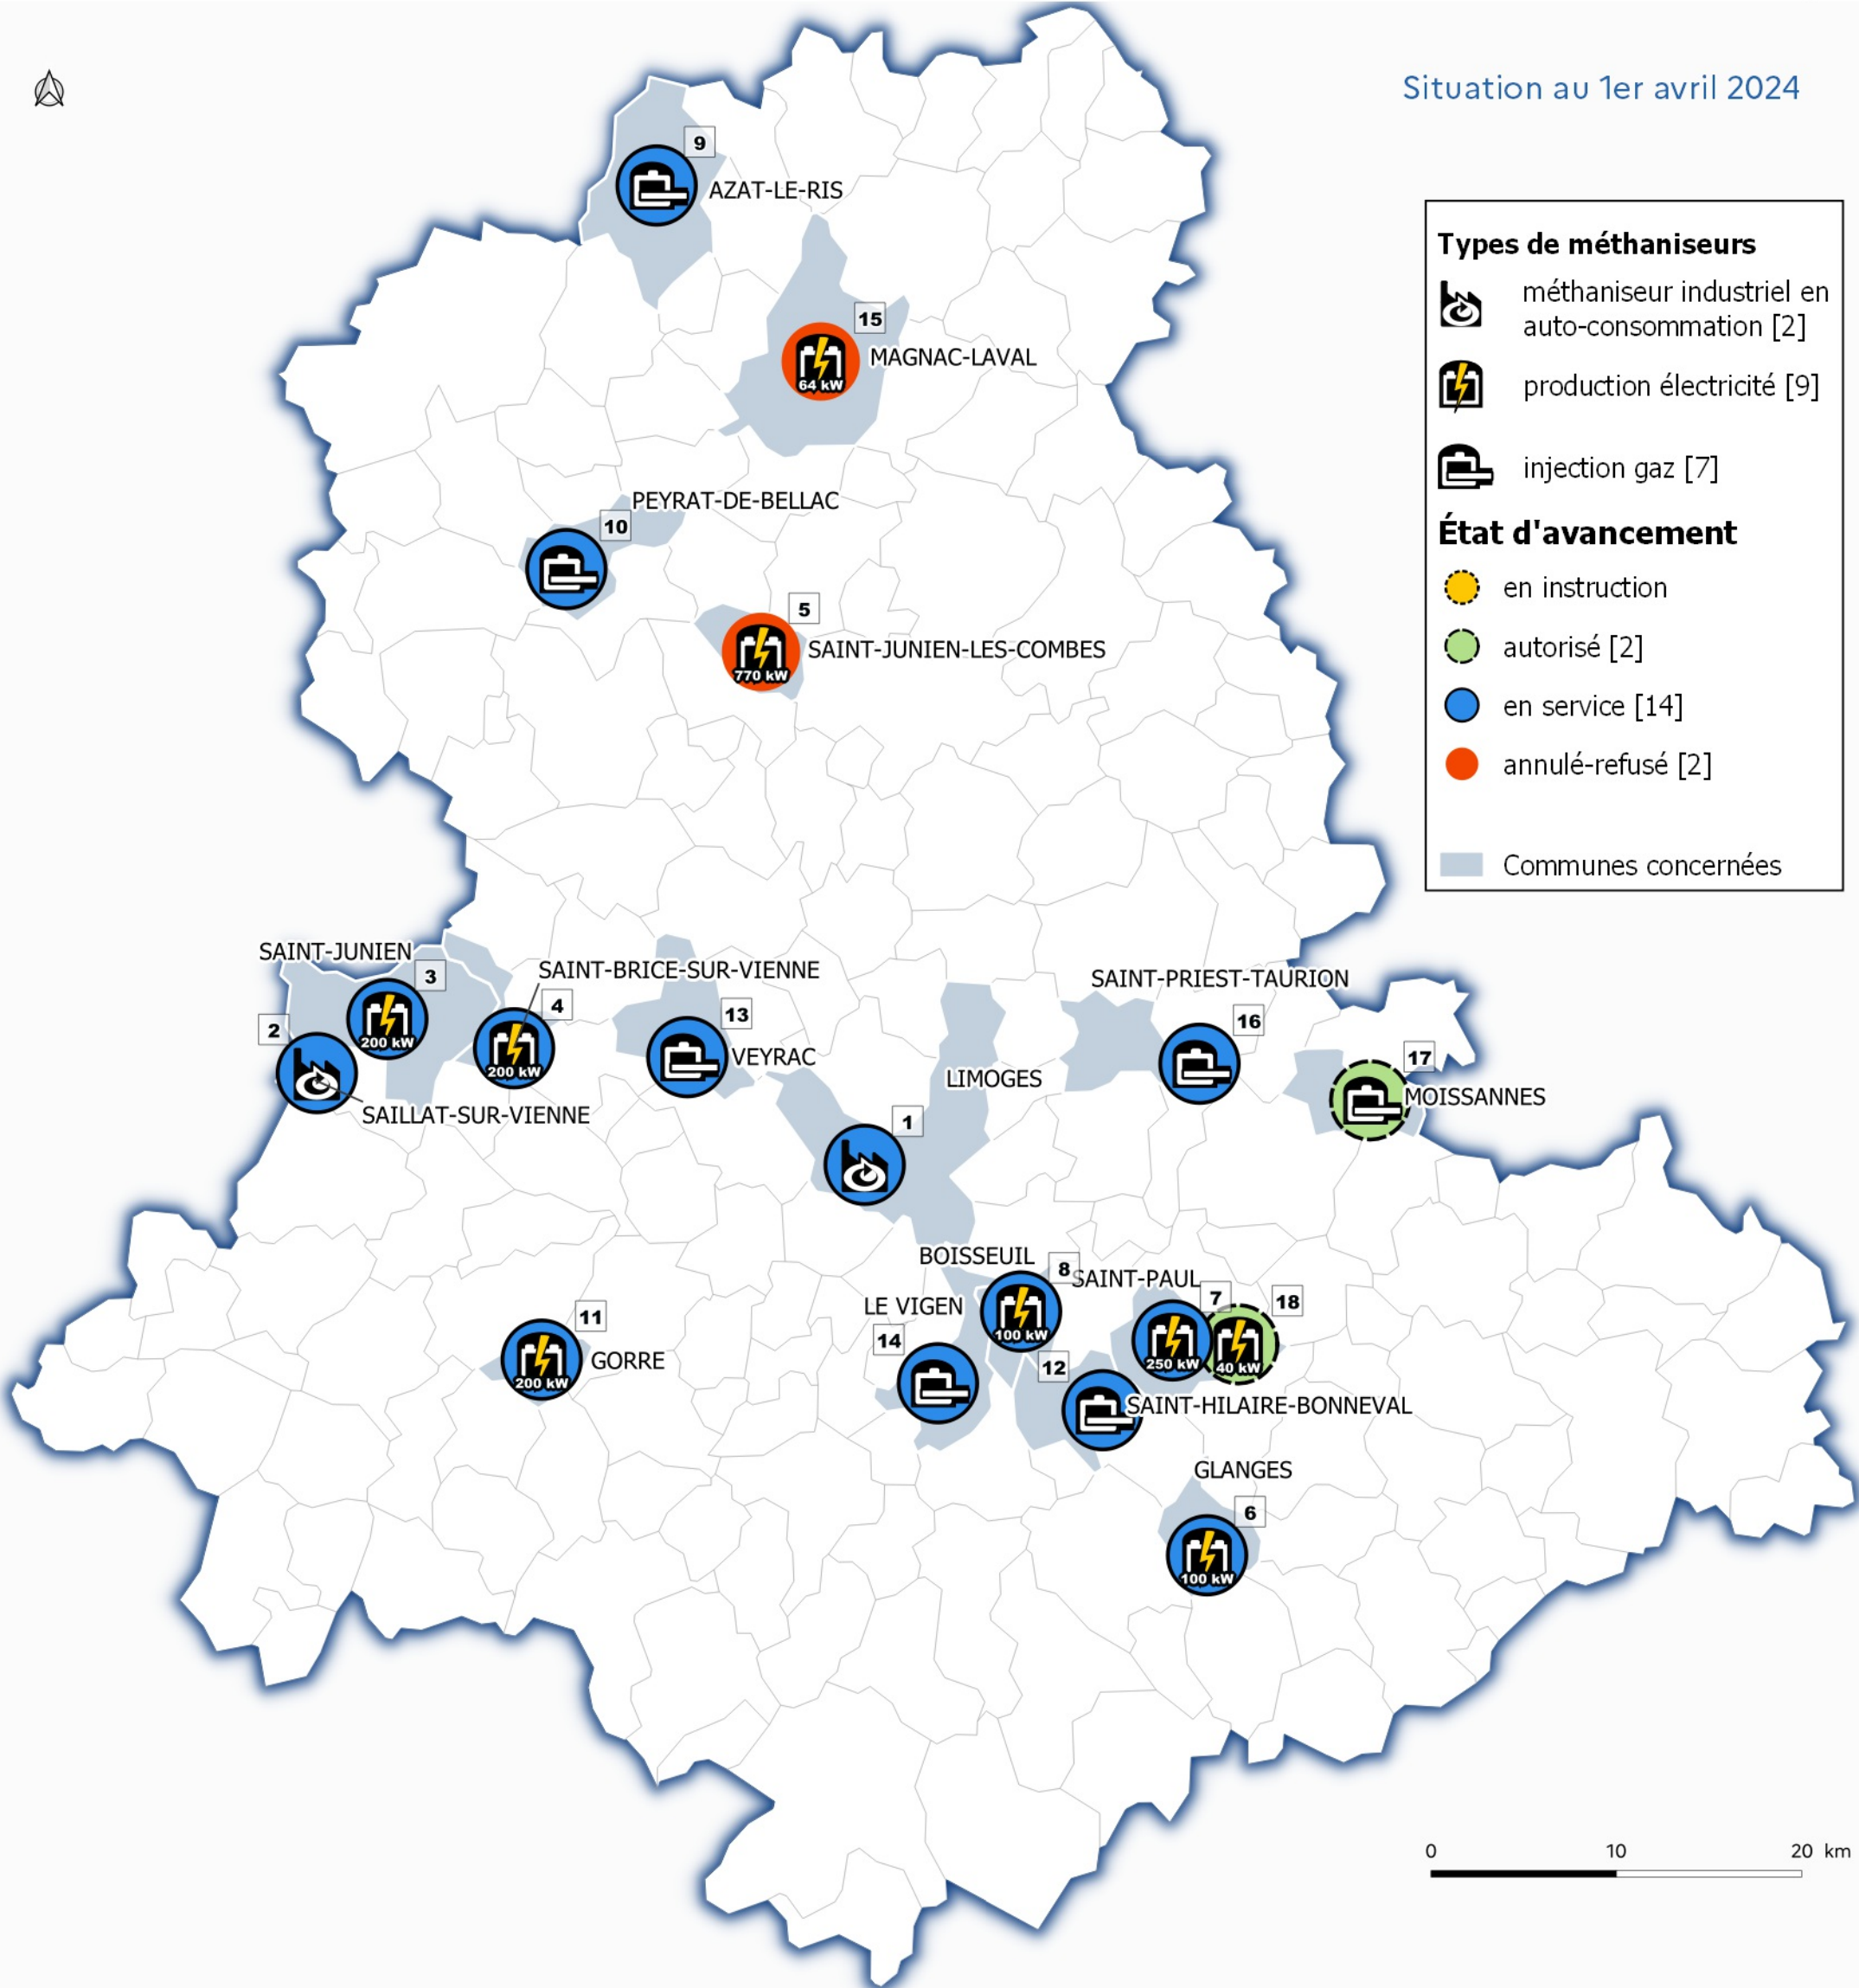 Situation au 1er avril 2024
9
AZAT-LE-RIS
15
MAGNAC-LAVAL
64 kW
PEYRAT-DE-BELLAC
10
5
SAINT-JUNIEN-LES-COMBES
770 kW
Types de méthaniseurs
méthaniseur industriel en
auto-consommation [2]
production électricité [9]
injection gaz [7]
État d'avancement
en instruction
autorisé [2]
en service [14]
annulé-refusé [2]
Communes concernées
SAINT-JUNIEN
3
200 kW
2
SAILLAT-SUR-VIENNE
SAINT-BRICE-SUR-VIENNE
4
200 kW
13
VEYRAC
LIMOGES
1
SAINT-PRIEST-TAURION
16
17
MOISSANNES
BOISSEUIL
8
100 kW
SAINT-PAUL
7
250 kW
18
40 kW
LE VIGEN
14
12
SAINT-HILAIRE-BONNEVAL
11
GORRE
200 kW
GLANGES
6
100 kW
0 10 20 km